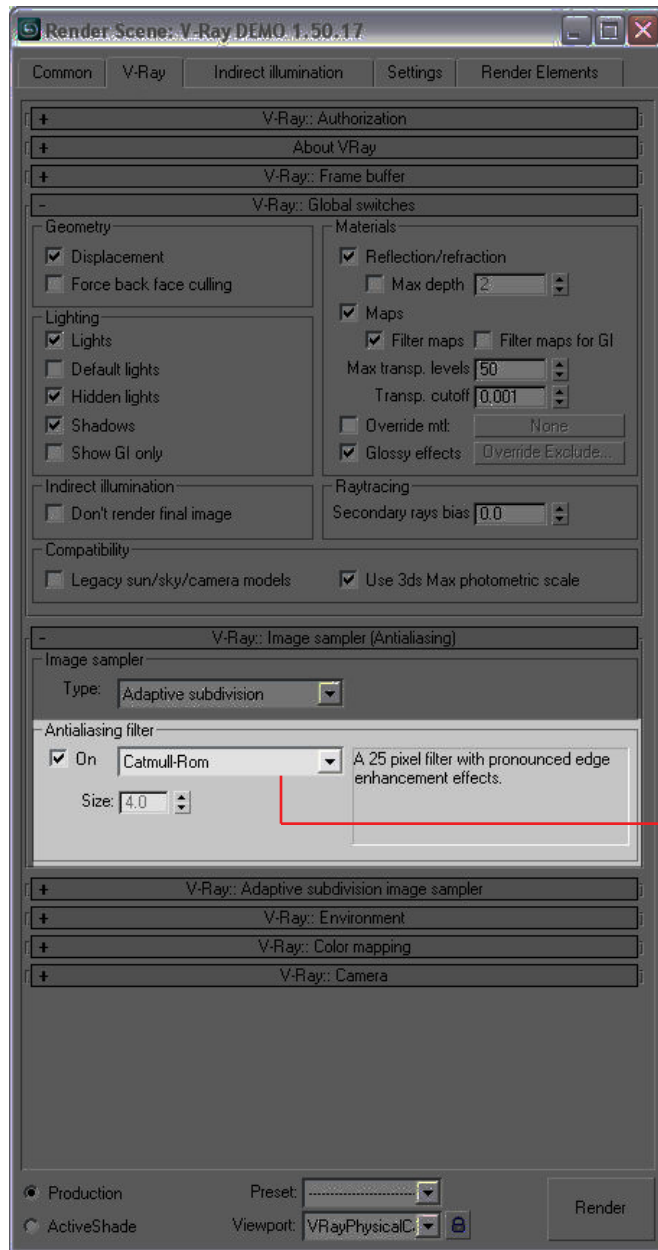 Render Scene: V-Ray DEMO 1.50.17
Common V-Ray Indirect illumination Settings Render Elements
+ V-Ray:: Authorization
+ About VRay
+ V-Ray:: Frame buffer
- V-Ray:: Global switches
Geometry
Displacement
Force back face culling
Lighting
Lights
Default lights
Hidden lights
Shadows
Show GI only
Materials
Reflection/refraction
Max depth 2
Maps
Filter maps Filter maps for GI
Max transp. levels 50
Transp. cutoff 0,001
Override mtl: None
Glossy effects Override Exclude...
Indirect illumination
Don't render final image
Raytracing
Secondary rays bias 0.0
Compatibility
Legacy sun/sky/camera models Use 3ds Max photometric scale
- V-Ray:: Image sampler (Antialiasing)
Image sampler
Type: Adaptive subdivision
Antialiasing filter
On Catmull-Rom
Size: 4.0
A 25 pixel filter with pronounced edge
enhancement effects.
+ V-Ray:: Adaptive subdivision image sampler
+ V-Ray:: Environment
+ V-Ray:: Color mapping
+ V-Ray:: Camera
Production Preset: -----------------------
ActiveShade Viewport: VRayPhysicalC
Render